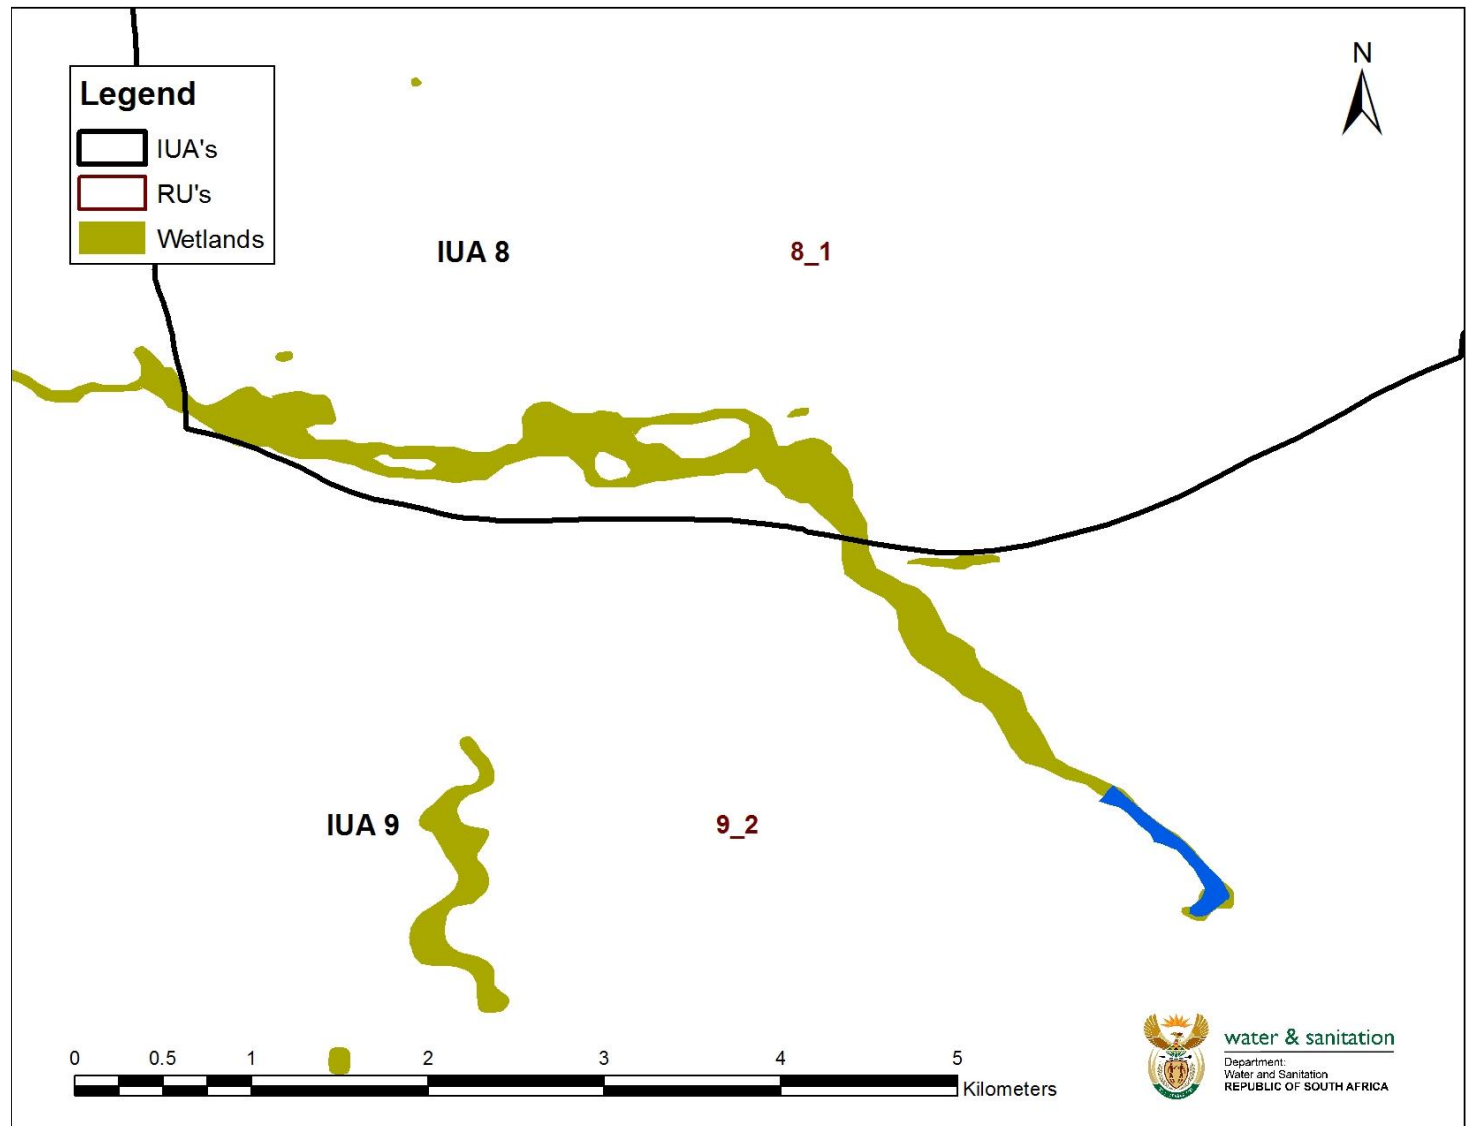 N
Legend
IUA's
RU's
Wetlands
IUA 8
8_1
IUA 9
9_2
0 0.5 1 2 3 4 5
Kilometers
water & sanitation
Department:
Water and Sanitation
REPUBLIC OF SOUTH AFRICA